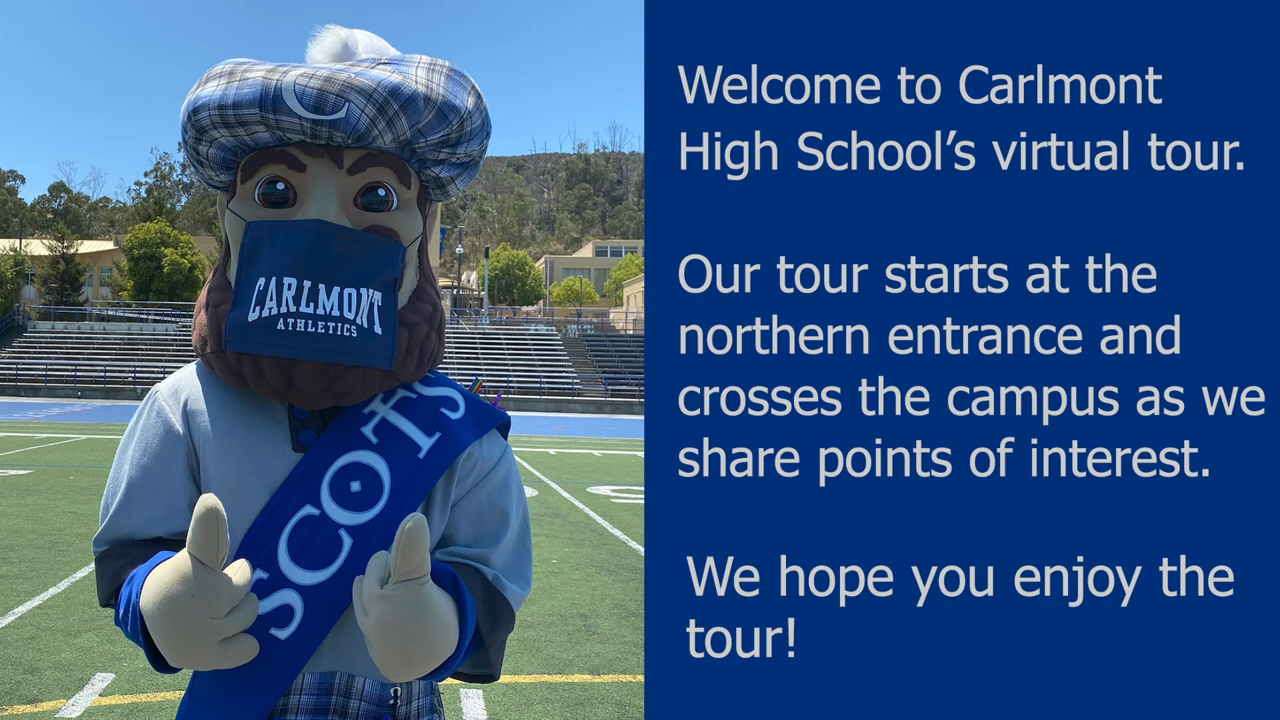 C
CARLMONT
ATHLETICS
SCOTS
Welcome to Carlmont
High School’s virtual tour.
Our tour starts at the
northern entrance and
crosses the campus as we
share points of interest.
We hope you enjoy the
tour!